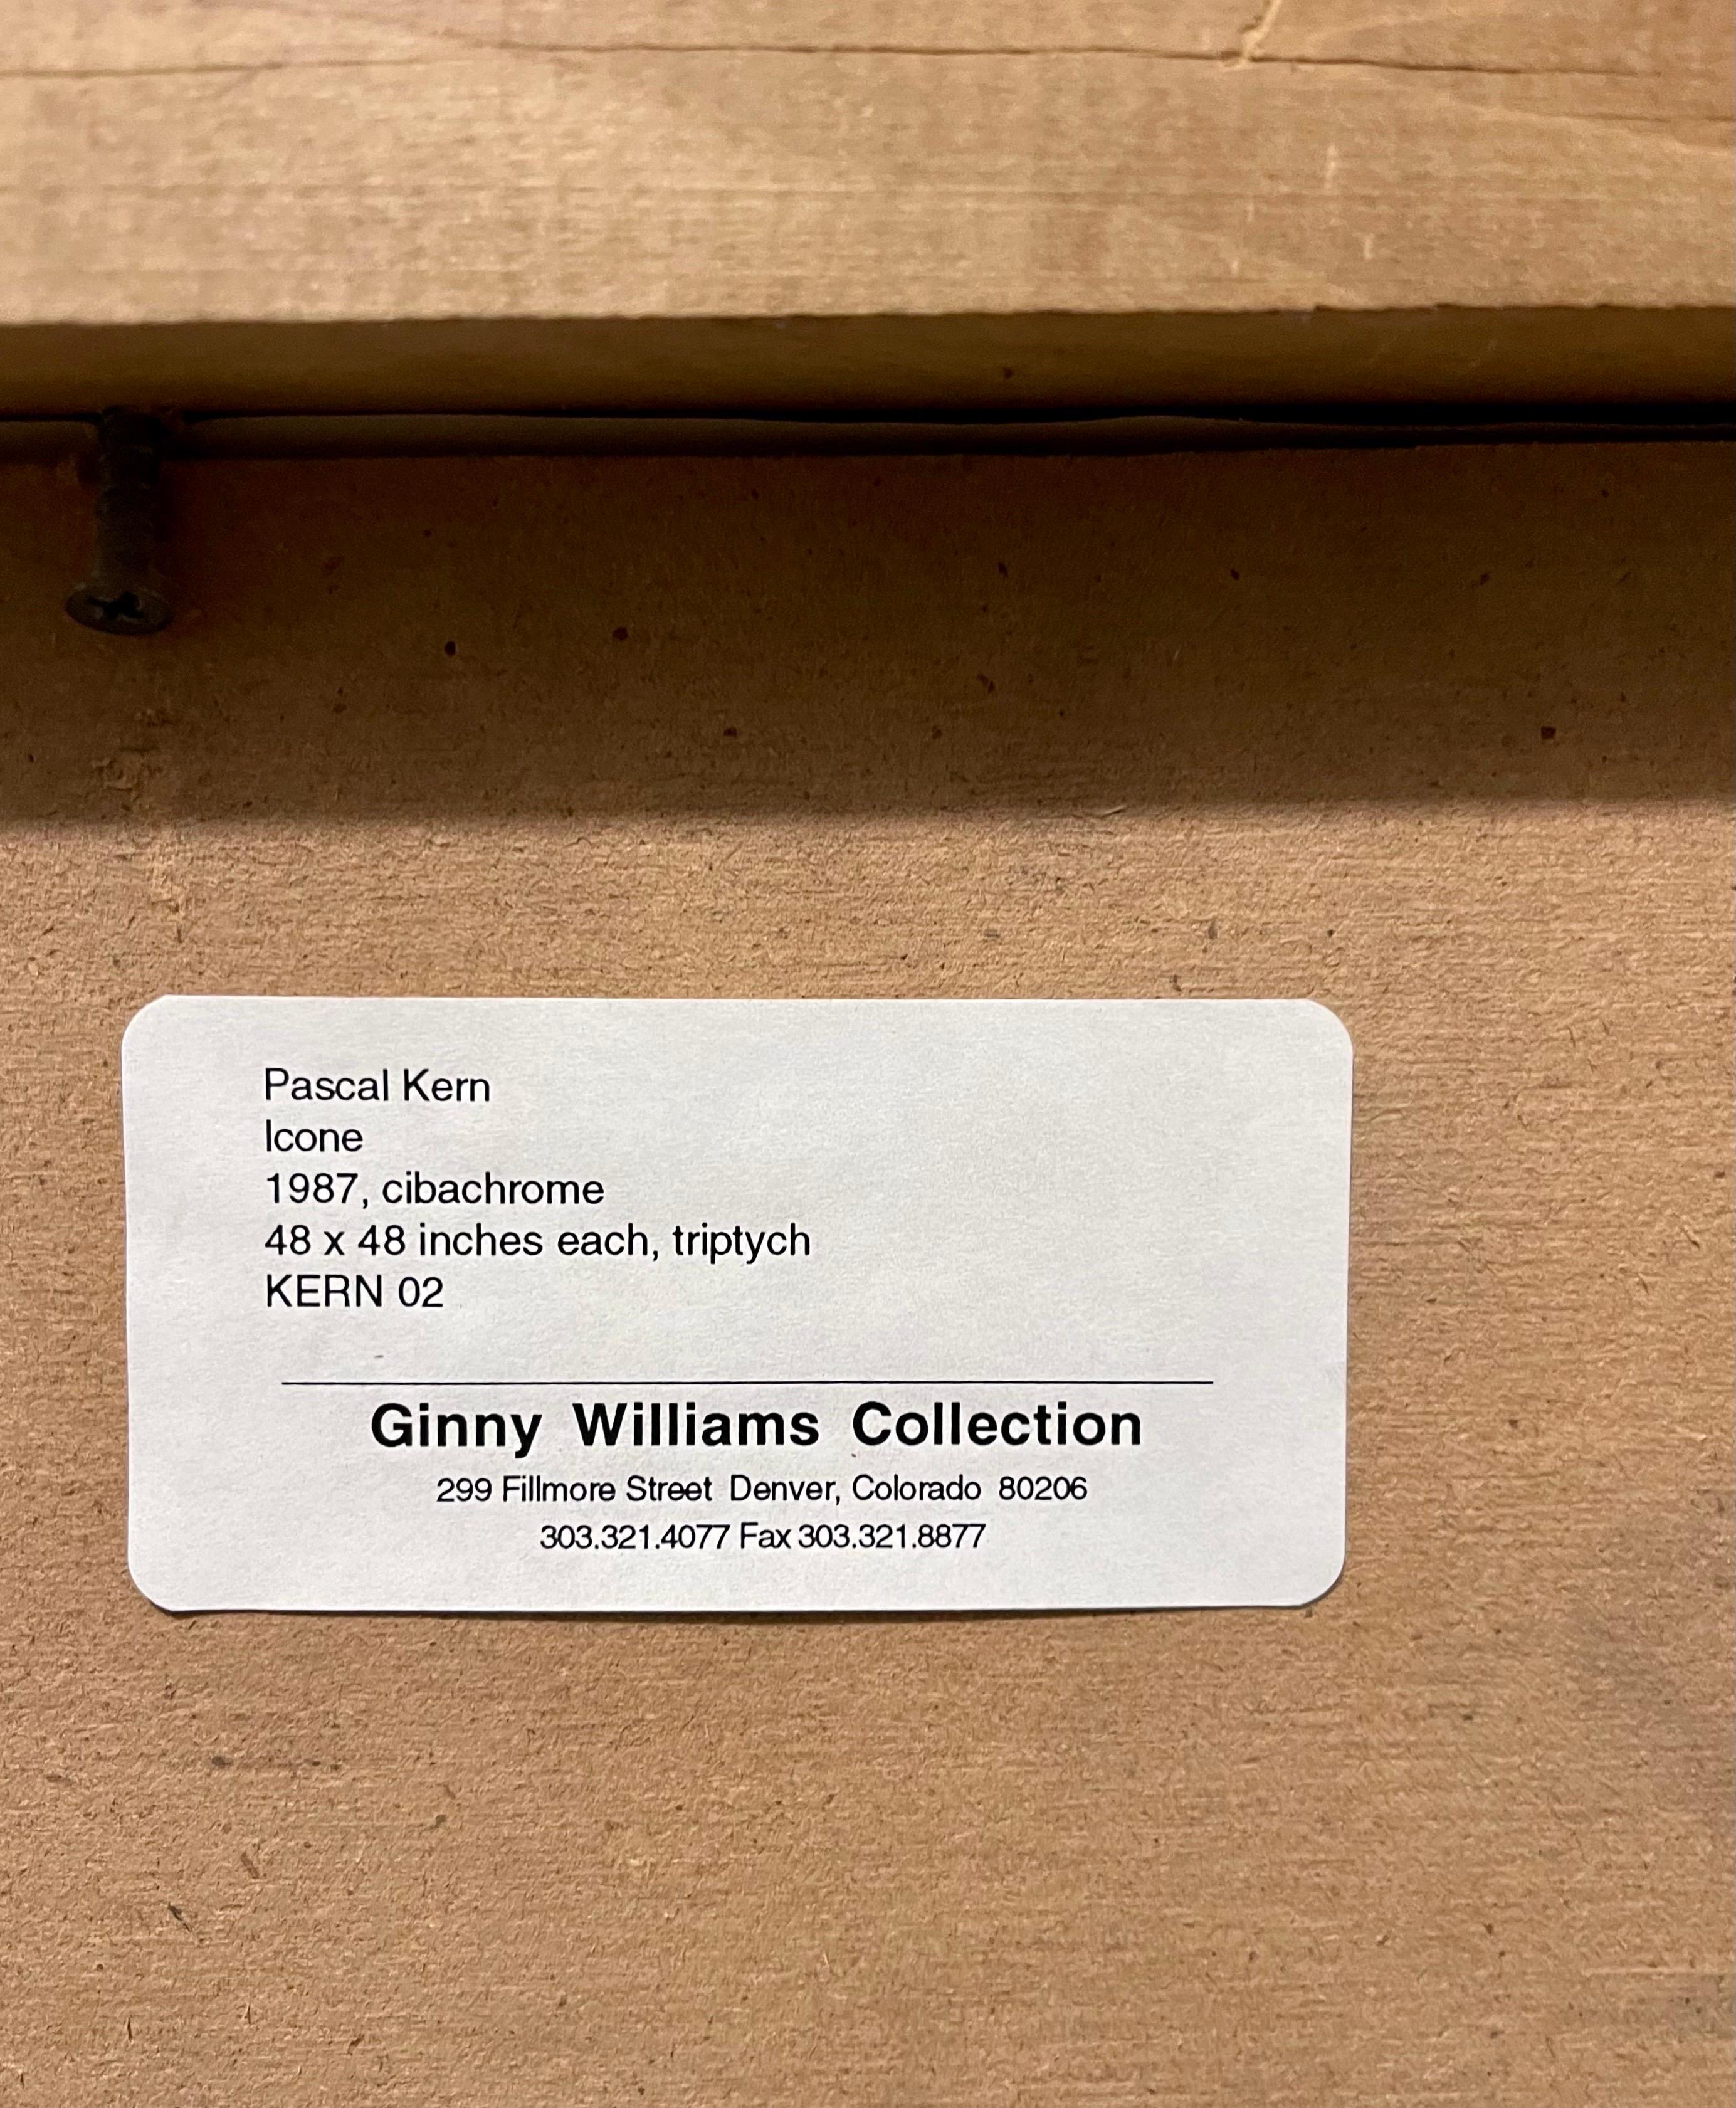 Pascal Kern
Icone
1987, cibachrome
48 x 48 inches each, triptych
KERN 02
Ginny Williams Collection
299 Fillmore Street Denver, Colorado 80206
303.321.4077 Fax 303.321.8877